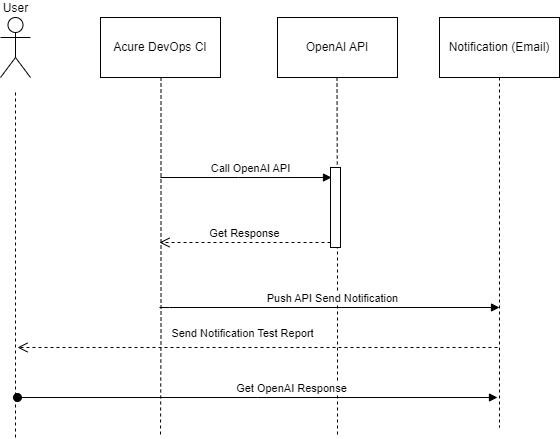 User
Acure DevOps CI
OpenAI API
Notification (Email)
Call OpenAI API
Get Response
Push API Send Notification
Send Notification Test Report
Get OpenAI Response